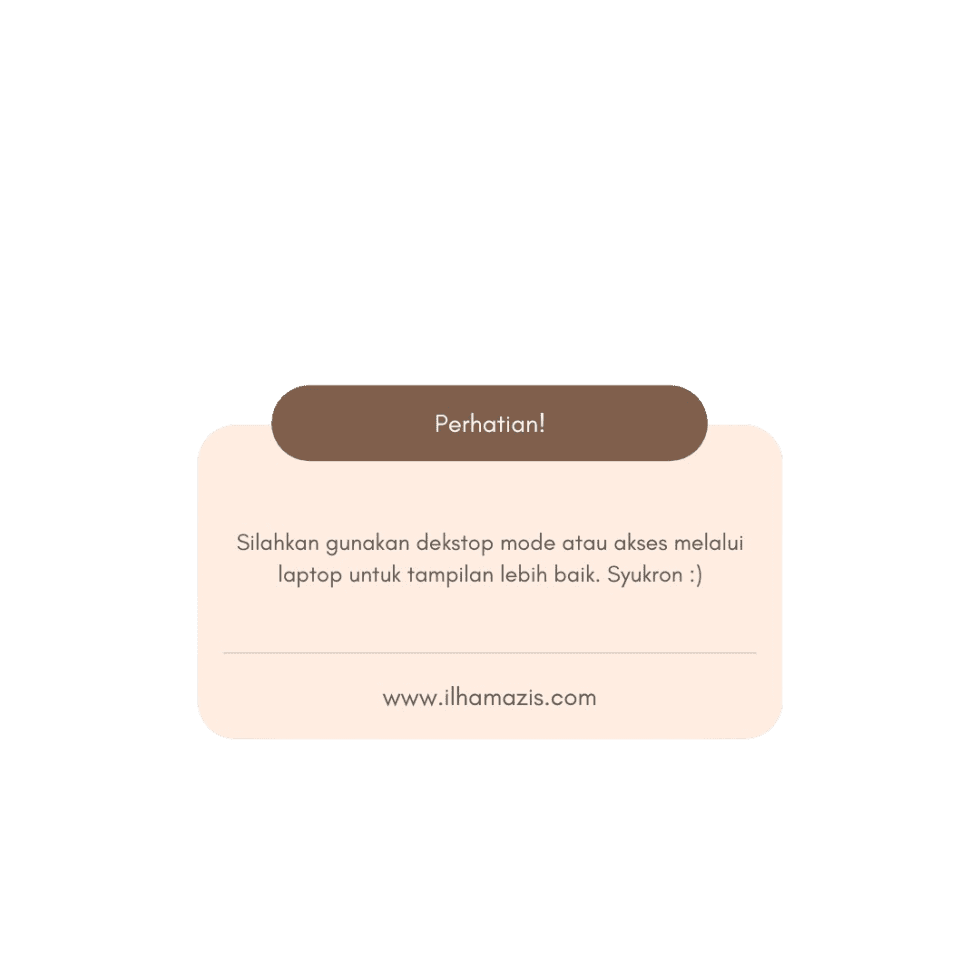 Perhatian!
Silahkan gunakan dekstop mode atau akses melalui
laptop untuk tampilan lebih baik. Syukron :)
www.ilhamazis.com